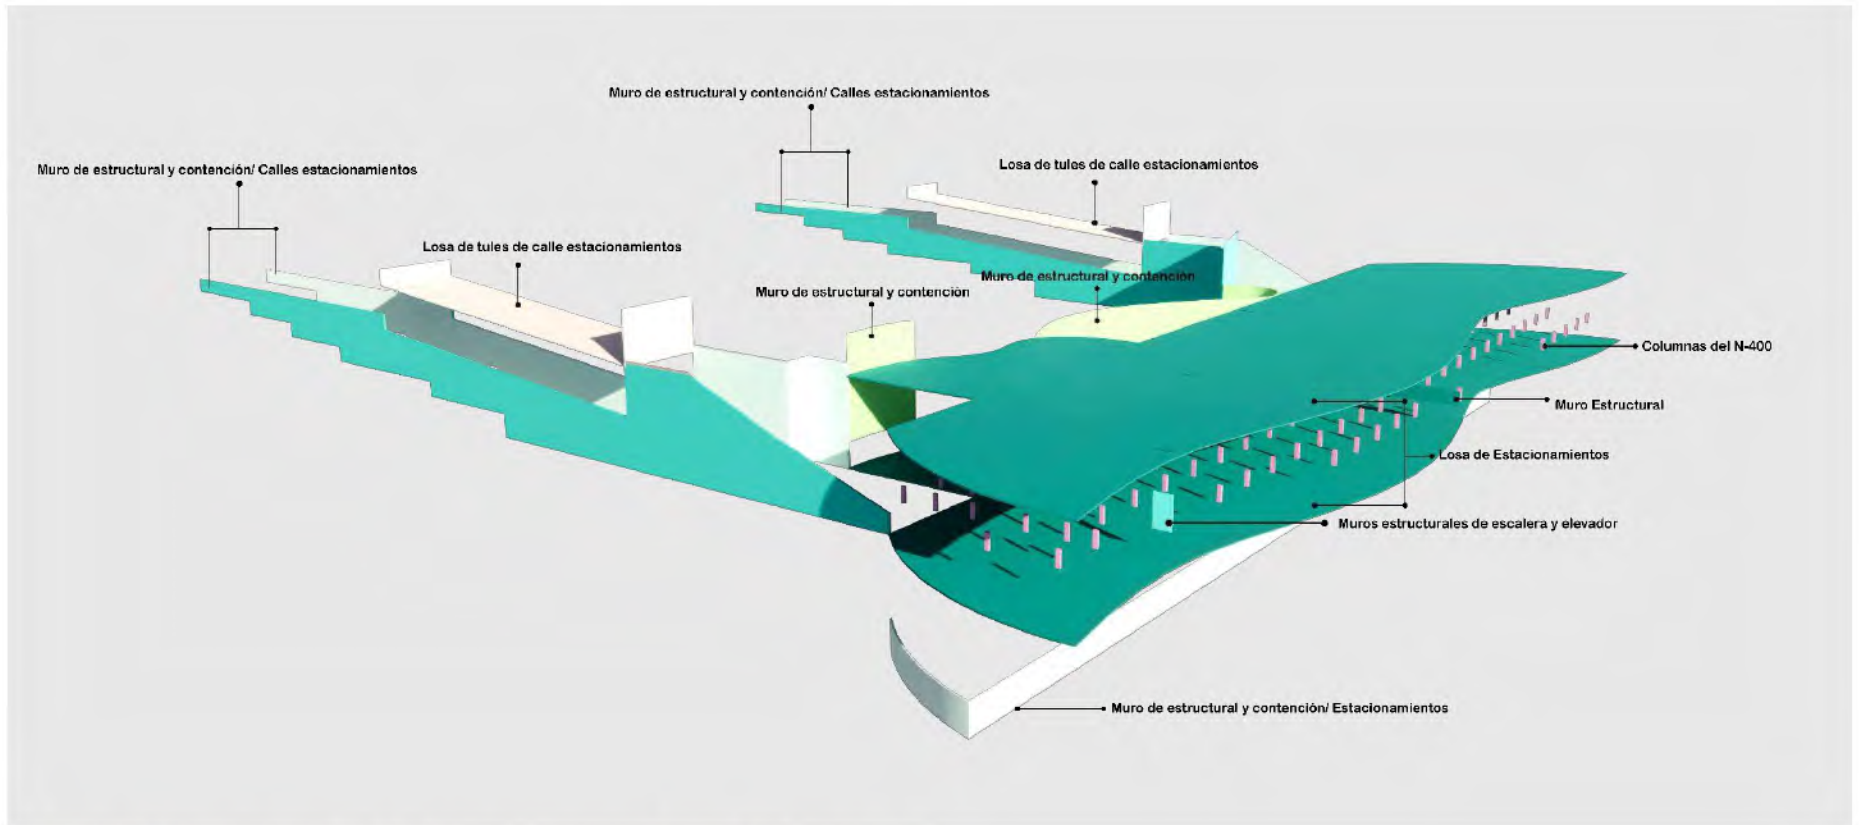 Muro de estructural y contención/ Calles estacionamientos
Losa de tules de calle estacionamientos
Muro de estructural y contención/ Calles estacionamientos
Losa de tules de calle estacionamientos
Muro de estructural y contención
Muro de estructural y contención
Columnas del N-400
Muro Estructural
Losa de Estacionamientos
Muros estructurales de escalera y elevador
Muro de estructural y contención/ Estacionamientos